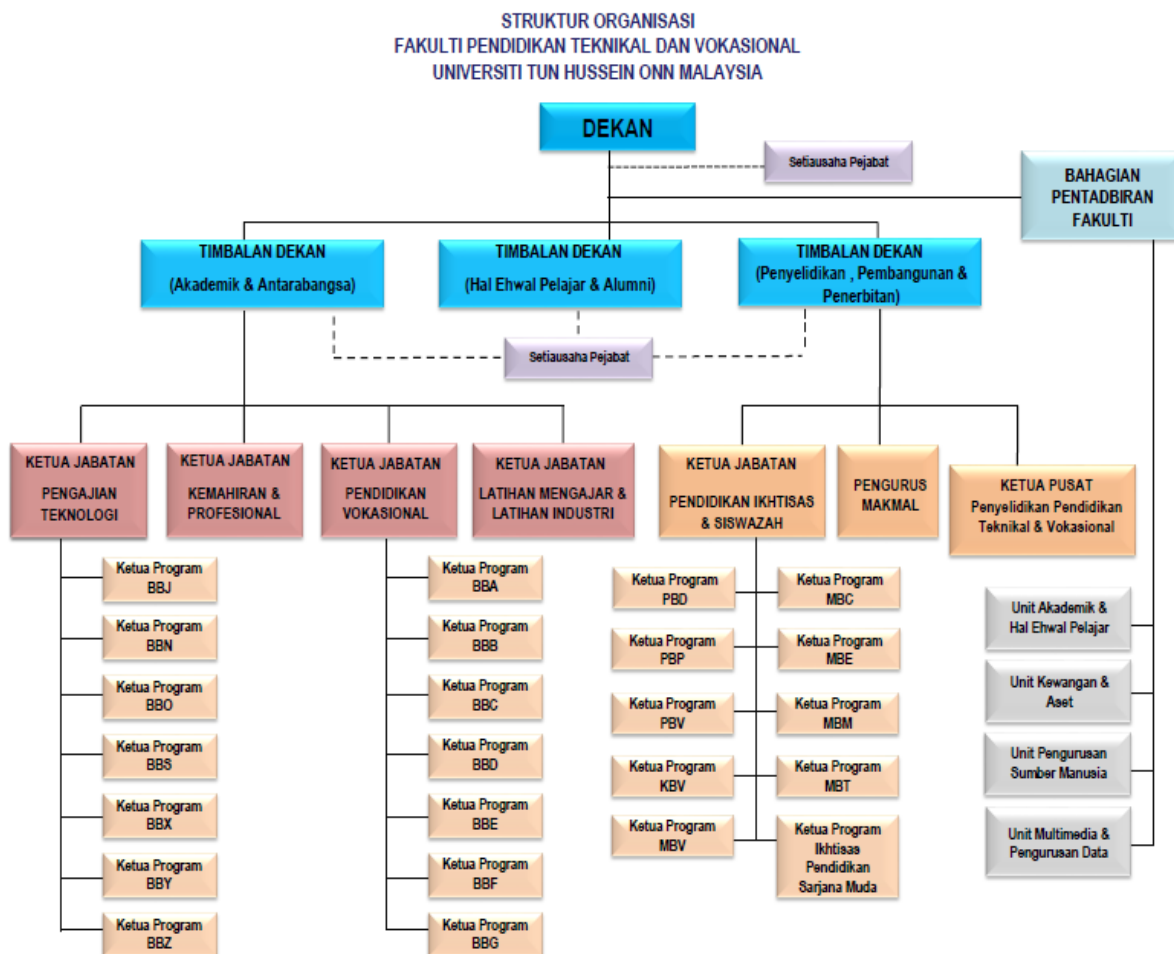 STRUKTUR ORGANISASI
FAKULTI PENDIDIKAN TEKNIKAL DAN VOKASIONAL
UNIVERSITI TUN HUSSEIN ONN MALAYSIA
DEKAN
Setiausaha Pejabat
BAHAGIAN
PENTADBIRAN
FAKULTI
TIMBALAN DEKAN
(Akademik & Antarabangsa)
TIMBALAN DEKAN
(Hal Ehwal Pelajar & Alumni)
TIMBALAN DEKAN
(Penyelidikan , Pembangunan &
Penerbitan)
Setiausaha Pejabat
KETUA JABATAN
PENGAJIAN
TEKNOLOGI
KETUA JABATAN
KEMAHIRAN &
PROFESIONAL
KETUA JABATAN
PENDIDIKAN
VOKASIONAL
KETUA JABATAN
LATIHAN MENGAJAR &
LATIHAN INDUSTRI
KETUA JABATAN
PENDIDIKAN IKHTISAS
& SISWAZAH
PENGURUS
MAKMAL
KETUA PUSAT
Penyelidikan Pendidikan
Teknikal & Vokasional
Ketua Program
BBJ
Ketua Program
BBN
Ketua Program
BBO
Ketua Program
BBS
Ketua Program
BBX
Ketua Program
BBY
Ketua Program
BBZ
Ketua Program
BBA
Ketua Program
BBB
Ketua Program
BBC
Ketua Program
BBD
Ketua Program
BBE
Ketua Program
BBF
Ketua Program
BBG
Ketua Program
PBD
Ketua Program
PBP
Ketua Program
PBV
Ketua Program
KBV
Ketua Program
MBV
Ketua Program
MBC
Ketua Program
MBE
Ketua Program
MBM
Ketua Program
MBT
Ketua Program
Ikhtisas
Pendidikan
Sarjana Muda
Unit Akademik &
Hal Ehwal Pelajar
Unit Kewangan &
Aset
Unit Pengurusan
Sumber Manusia
Unit Multimedia &
Pengurusan Data